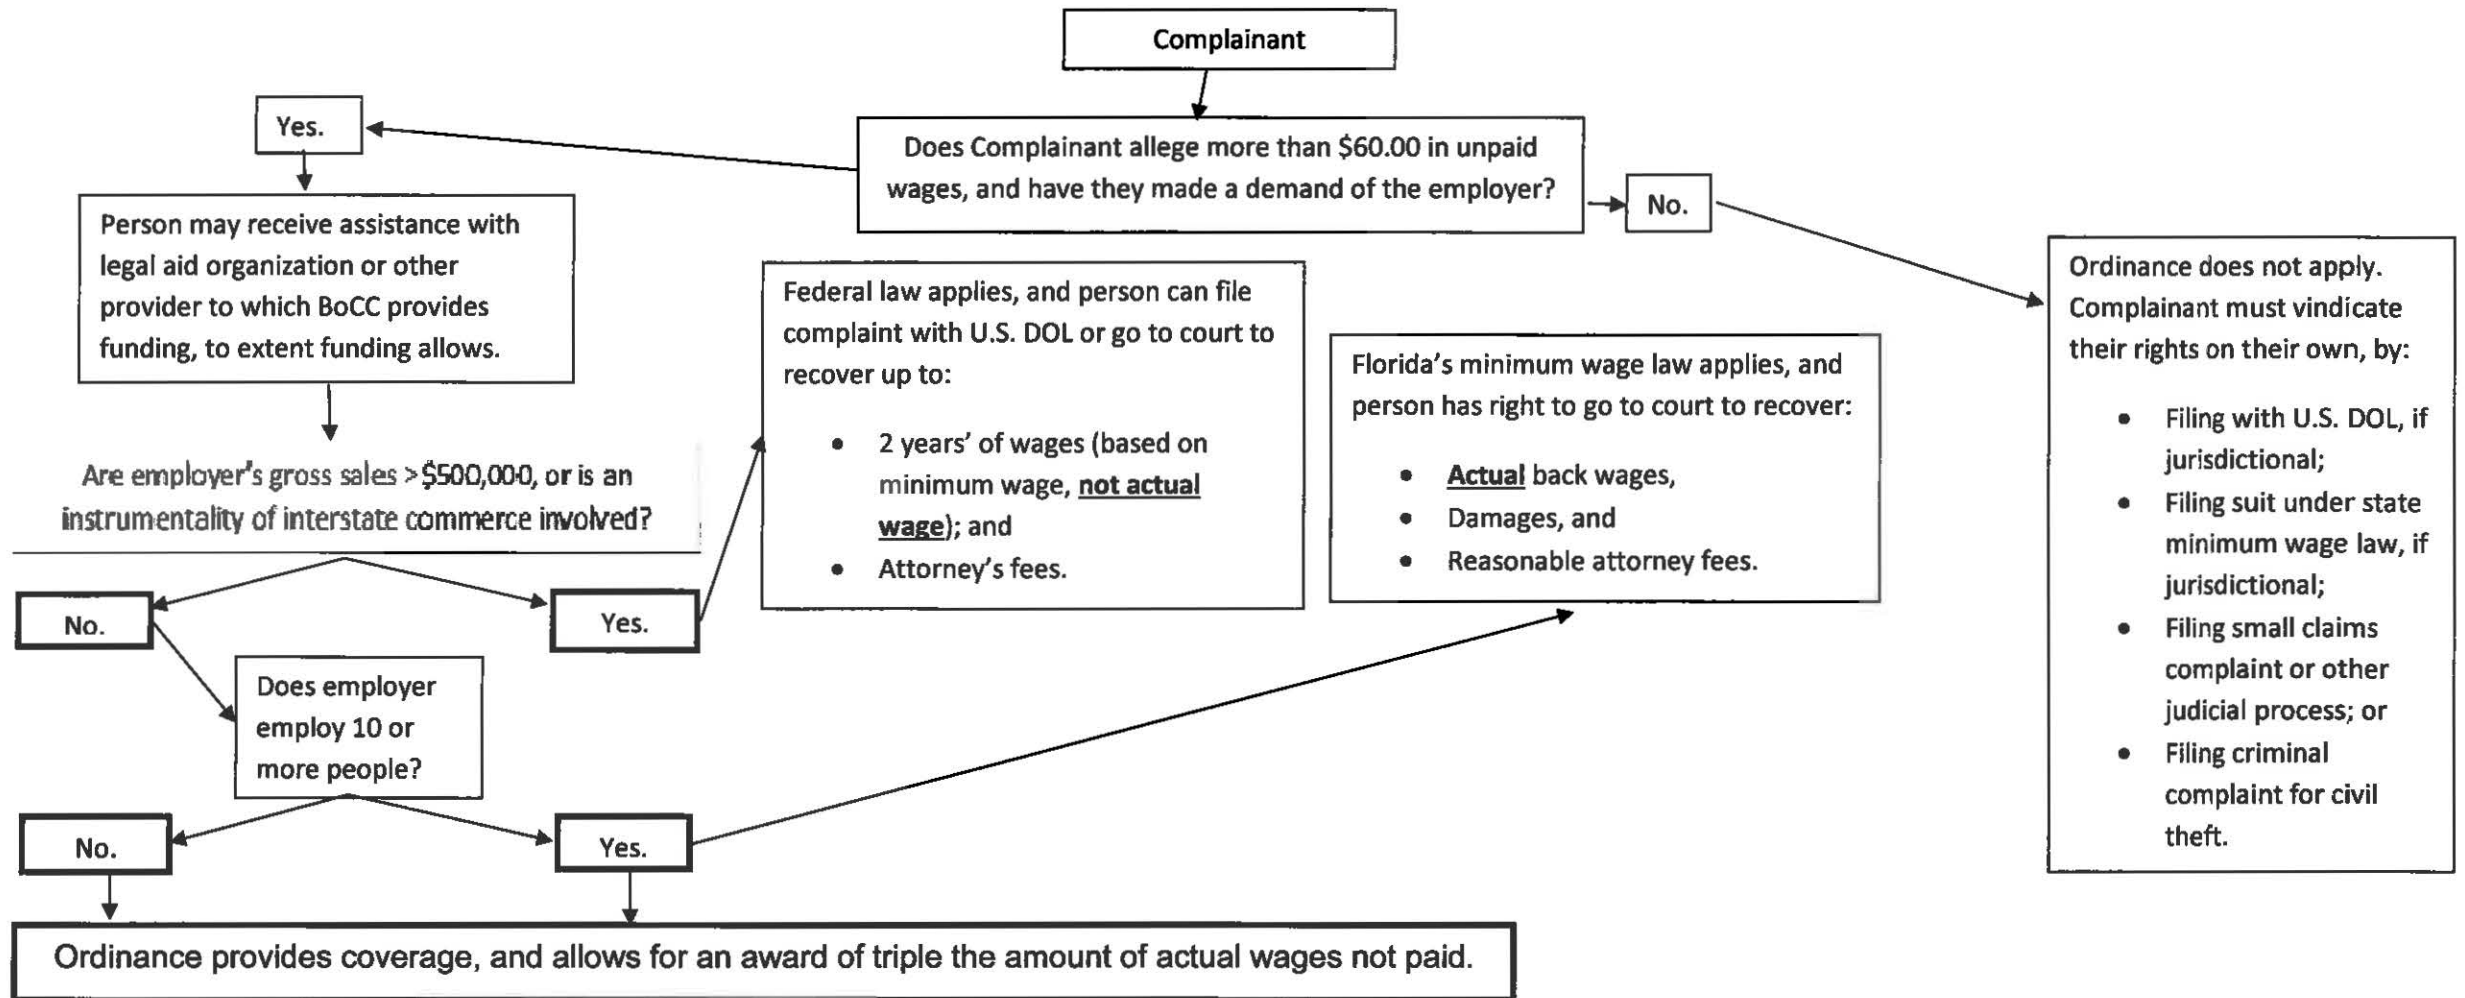 Complainant
Yes.
Does Complainant allege more than $60.00 in unpaid
wages, and have they made a demand of the employer?
No.
Person may receive assistance with
legal aid organization or other
provider to which BoCC provides
funding, to extent funding allows.
Federal law applies, and person can file
complaint with U.S. DOL or go to court to
recover up to:
• 2 years' of wages (based on
minimum wage, not actual
wage); and
• Attorney's fees.
Florida's minimum wage law applies, and
person has right to go to court to recover:
• Actual back wages,
• Damages, and
• Reasonable attorney fees.
Ordinance does not apply.
Complainant must vindicate
their rights on their own, by:
• Filing with U.S. DOL, if
jurisdictional;
• Filing suit under state
minimum wage law, if
jurisdictional;
• Filing small claims
complaint or other
judicial process; or
• Filing criminal
complaint for civil
theft.
Are employer's gross sales >$500,000, or is an
instrumentality of interstate commerce involved?
No.
Yes.
Does employer
employ 10 or
more people?
No.
Yes.
Ordinance provides coverage, and allows for an award of triple the amount of actual wages not paid.